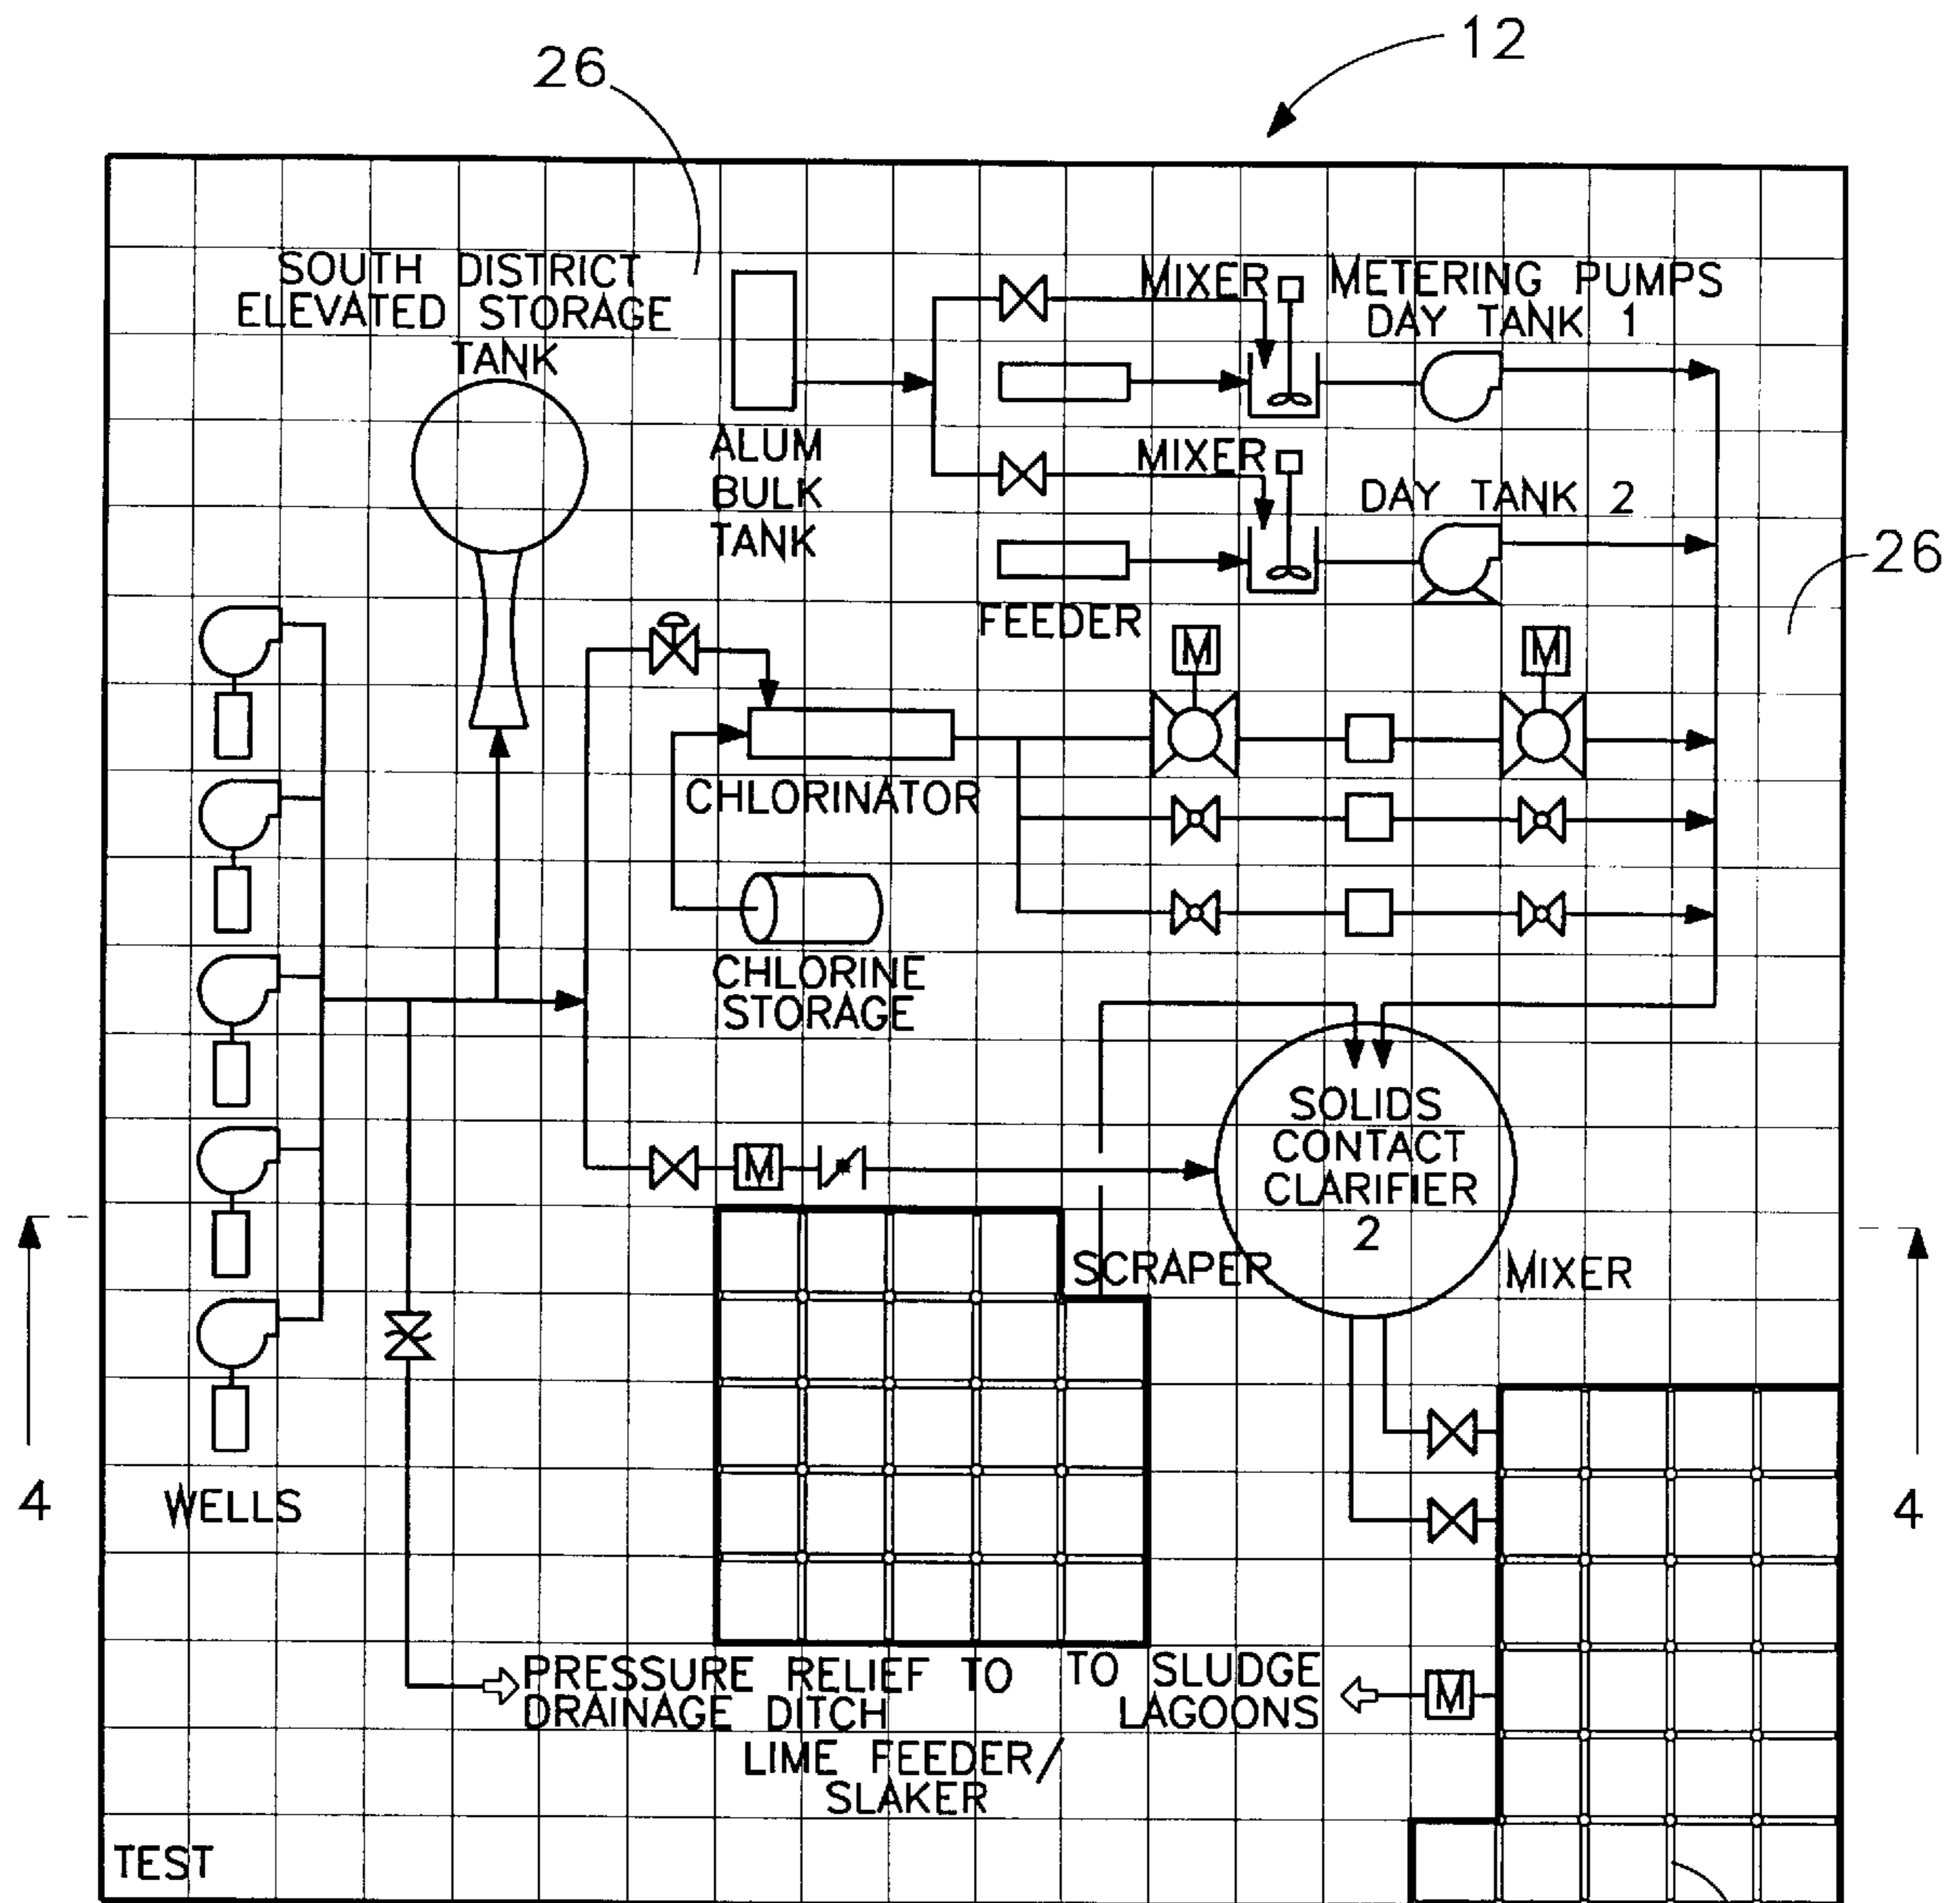 12
26
SOUTH DISTRICT
ELEVATED STORAGE
TANK
MIXER
METERING PUMPS
DAY TANK 1
ALUM
BULK
TANK
MIXER
DAY TANK 2
26
FEEDER
M
M
CHLORINATOR
CHLORINE
STORAGE
SOLIDS
CONTACT
CLARIFIER
2
M
SCRAPER
MIXER
4
WELLS
4
PRESSURE RELIEF TO
DRAINAGE DITCH
TO SLUDGE
LAGOONS
M
LIME FEEDER/
SLAKER
TEST